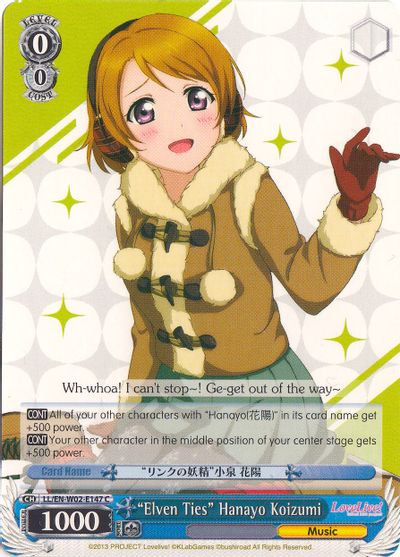 LEVEL
0
0
COST
Wh-whoa! I can't stop~! Ge-get out of the way~
CONT All of your other characters with "Hanayo(花陽)" in its card name get
+500 power.
CONT Your other character in the middle position of your center stage gets
+500 power.
Card Name "リンクの妖精"小泉 花陽
CH LL/EN-W02-E147 C
POWER 1000 "Elven Ties" Hanayo Koizumi LoveLive!
Music
©2013 PROJECT Lovelive! ©KLabGames ©bushiroad All Rights Reserved.